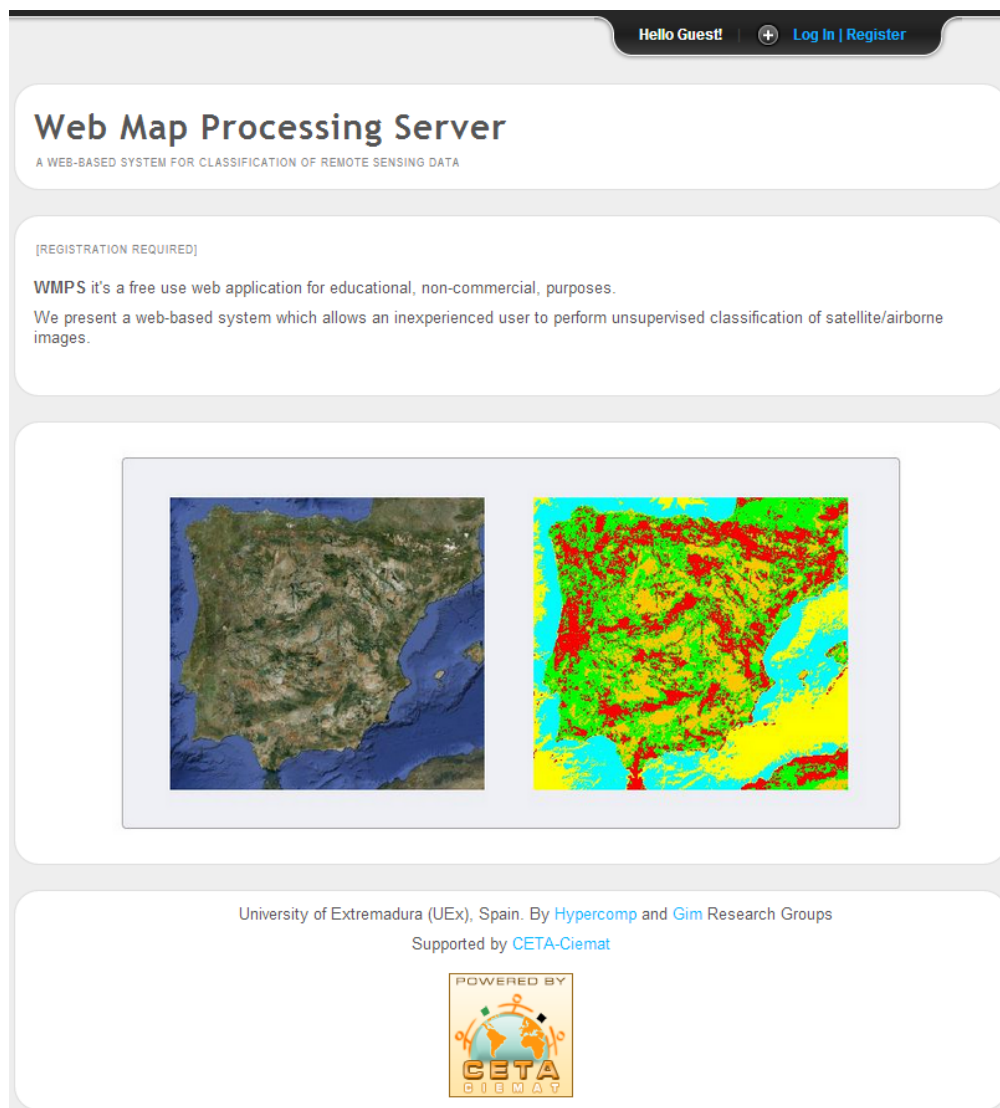 Hello Guest! | Log In | Register
Web Map Processing Server
A WEB-BASED SYSTEM FOR CLASSIFICATION OF REMOTE SENSING DATA
[REGISTRATION REQUIRED]
WMPS it's a free use web application for educational, non-commercial, purposes.
We present a web-based system which allows an inexperienced user to perform unsupervised classification of satellite/airborne
images.
University of Extremadura (UEx), Spain. By Hypercomp and Gim Research Groups
Supported by CETA-Ciemat
POWERED BY
CETA
CIEMAT